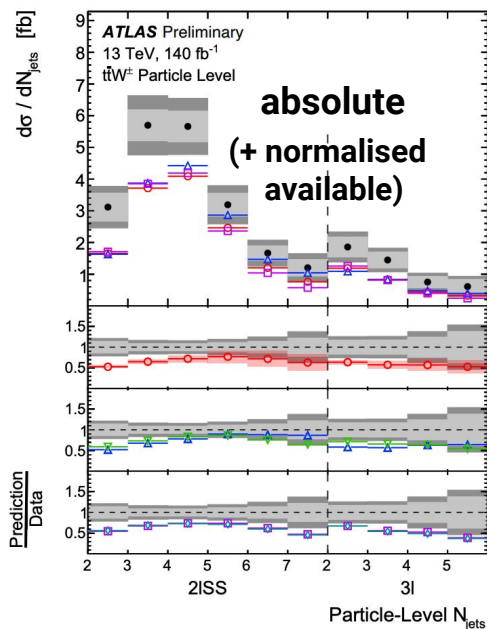 dσ / dN_jets [fb]
ATLAS Preliminary
13 TeV, 140 fb⁻¹
tt̄W± Particle Level
absolute
(+ normalised
available)
9
8
7
6
5
4
3
2
1
1.5
1
0.5
1.5
1
0.5
1.5
1
0.5
Prediction
Data
2 3 4 5 6 7 2 3 4 5
2lSS 3l
Particle-Level N_jets